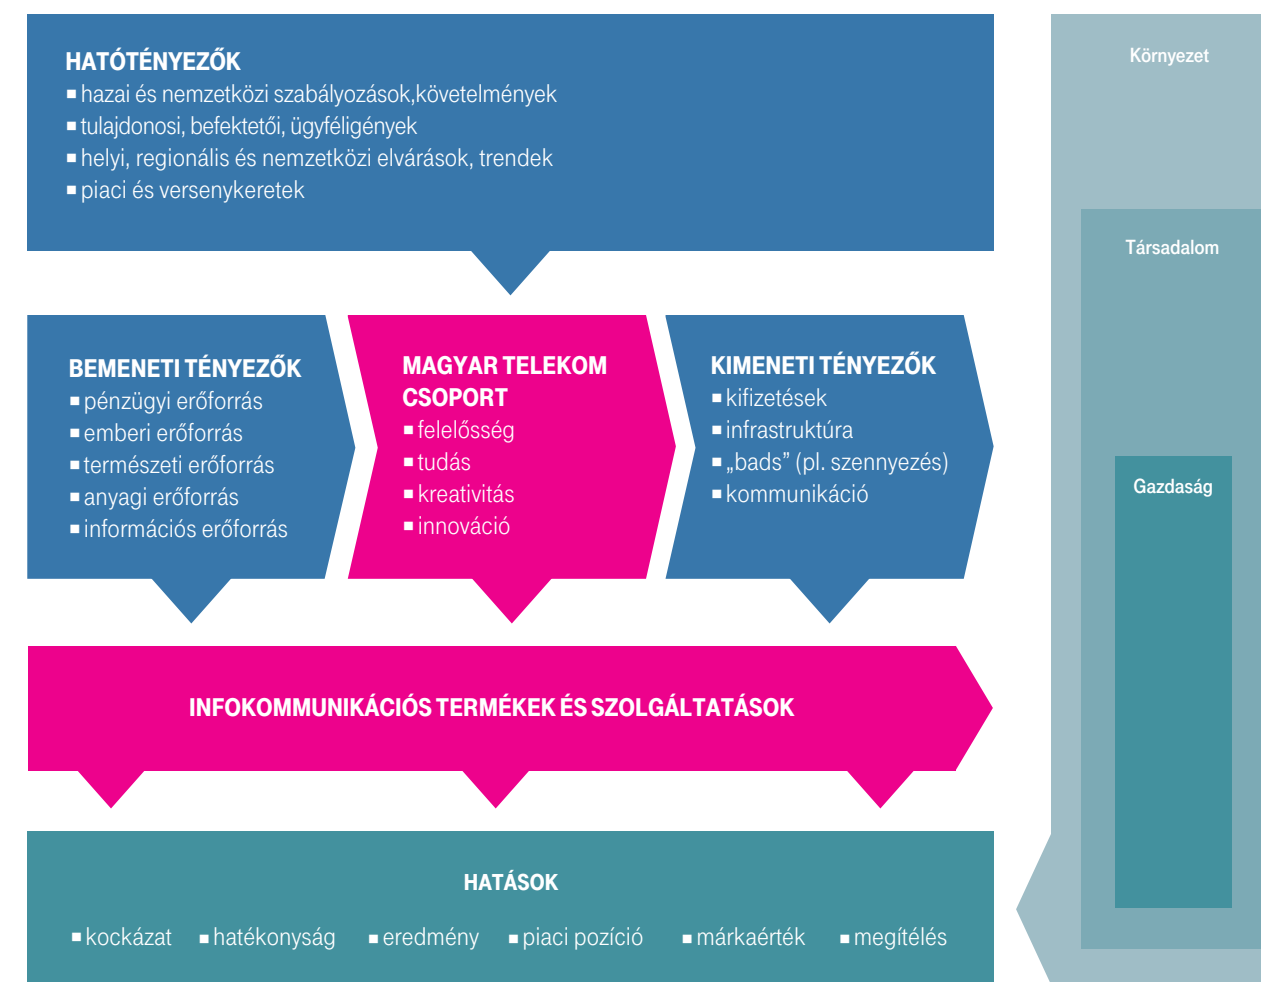 HATÓTÉNYEZŐK
▪ hazai és nemzetközi szabályozások,követelmények
▪ tulajdonosi, befektetői, ügyféligények
▪ helyi, regionális és nemzetközi elvárások, trendek
▪ piaci és versenykeretek
BEMENETI TÉNYEZŐK
▪ pénzügyi erőforrás
▪ emberi erőforrás
▪ természeti erőforrás
▪ anyagi erőforrás
▪ információs erőforrás
MAGYAR TELEKOM
CSOPORT
▪ felelősség
▪ tudás
▪ kreativitás
▪ innováció
KIMENETI TÉNYEZŐK
▪ kifizetések
▪ infrastruktúra
▪ „bads” (pl. szennyezés)
▪ kommunikáció
INFOKOMMUNIKÁCIÓS TERMÉKEK ÉS SZOLGÁLTATÁSOK
HATÁSOK
▪ kockázat ▪ hatékonyság ▪ eredmény ▪ piaci pozíció ▪ márkaérték ▪ megítélés
Környezet
Társadalom
Gazdaság